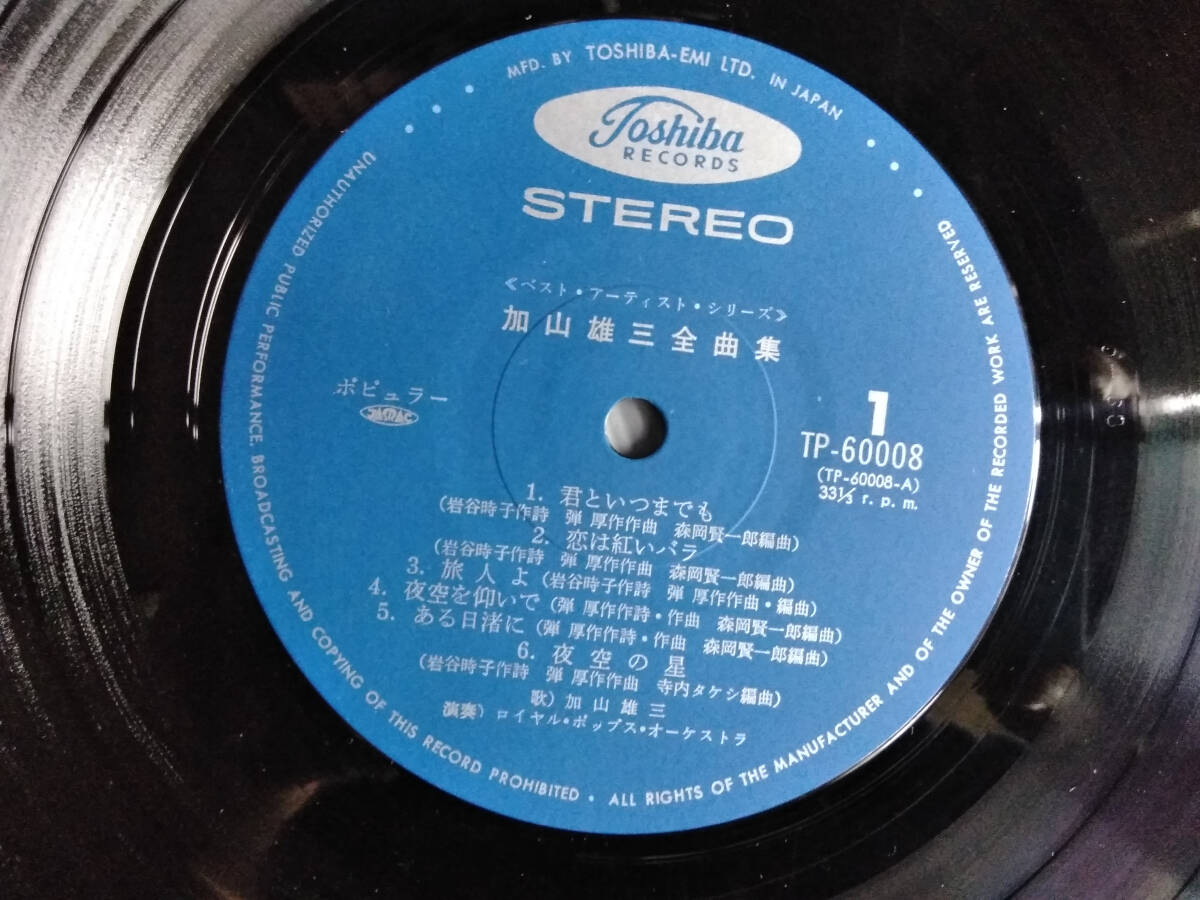 MFD. BY TOSHIBA-EMI LTD. IN JAPAN
Toshiba
RECORDS
STEREO
《ベスト・アーティスト・シリーズ》
加山雄三全曲集
ポピュラー
JASRAC
1
TP-60008
(TP-60008-A)
33⅓ r. p. m.
1. 君といつまでも
(岩谷時子作詩 弾 厚作作曲 森岡賢一郎編曲)
2. 恋は紅いバラ
(岩谷時子作詩 弾 厚作作曲 森岡賢一郎編曲)
3. 旅人よ(岩谷時子作詩 弾 厚作作曲・編曲)
4. 夜空を仰いで(弾 厚作作詩・作曲 森岡賢一郎編曲)
5. ある日渚に(弾 厚作作詩・作曲 森岡賢一郎編曲)
6. 夜空の星
(岩谷時子作詩 弾 厚作作曲 寺内タケシ編曲)
歌)加山雄三
演奏)ロイヤル・ポップス・オーケストラ
UNAUTHORIZED PUBLIC PERFORMANCE, BROADCASTING AND COPYING OF THIS RECORD PROHIBITED • ALL RIGHTS OF THE MANUFACTURER AND OF THE OWNER OF THE RECORDED WORK ARE RESERVED